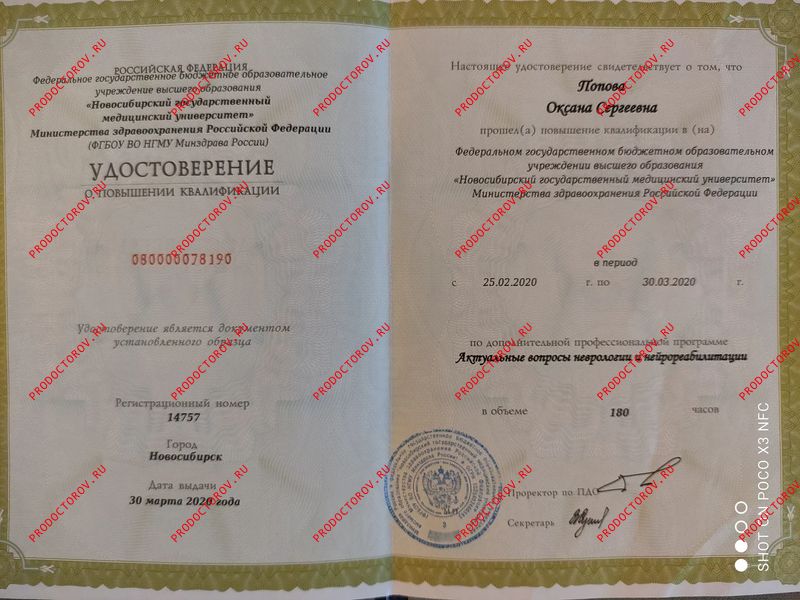 РОССИЙСКАЯ ФЕДЕРАЦИЯ
Федеральное государственное бюджетное образовательное
учреждение высшего образования
«Новосибирский государственный
медицинский университет»
Министерства здравоохранения Российской Федерации
(ФГБОУ ВО НГМУ Минздрава России)
УДОСТОВЕРЕНИЕ
О ПОВЫШЕНИИ КВАЛИФИКАЦИИ
080000078190
Удостоверение является документом
установленного образца
Регистрационный номер
14757
Город
Новосибирск
Дата выдачи
30 марта 2020 года
Настоящее удостоверение свидетельствует о том, что
Попова
Оксана Сергеевна
прошел(а) повышение квалификации в (на)
Федеральном государственном бюджетном образовательном
учреждении высшего образования
«Новосибирский государственный медицинский университет»
Министерства здравоохранения Российской Федерации
в период
с 25.02.2020 г. по 30.03.2020 г.
по дополнительной профессиональной программе
Актуальные вопросы неврологии и нейрореабилитации
в объеме 180 часов
Проректор по ПДО
Секретарь
SHOT ON POCO X3 NFC
PRODOCTOROV.RU